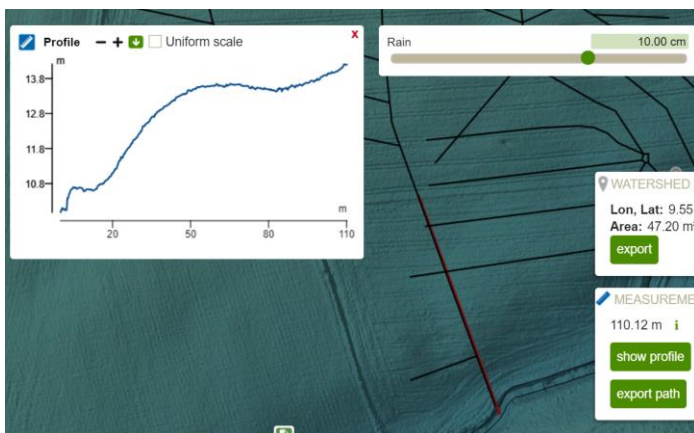 Profile − + Uniform scale x
m
13.8
12.8
11.8
10.8
m
20 50 80 110
Rain 10.00 cm
WATERSHED
Lon, Lat: 9.55
Area: 47.20 m²
export
MEASUREME
110.12 m i
show profile
export path